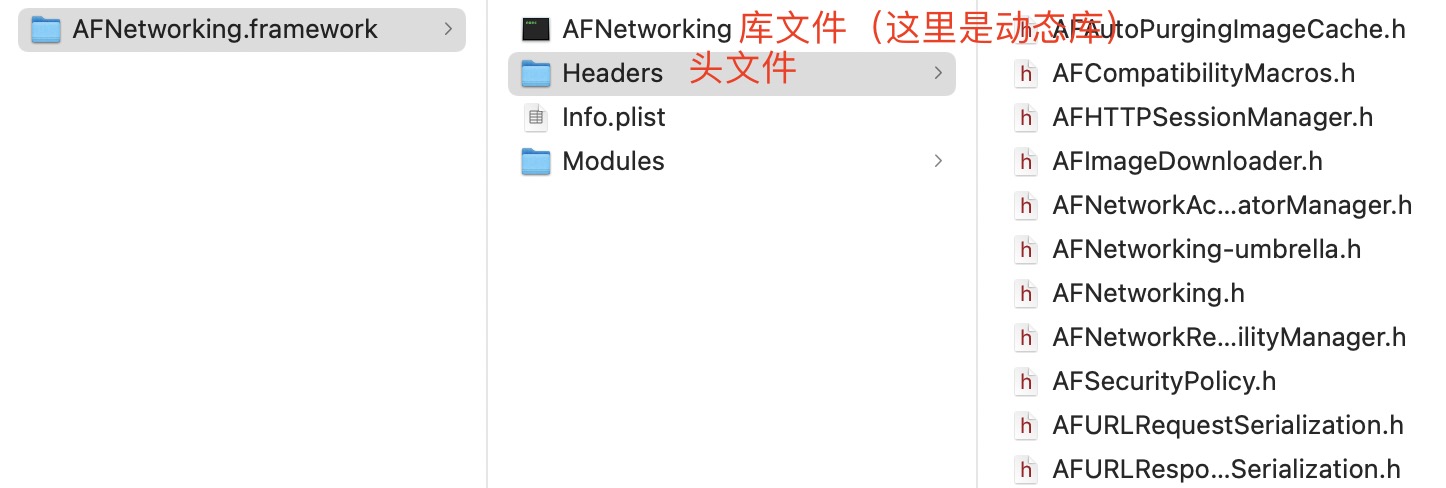 AFNetworking.framework
AFNetworking 库文件（这里是动态库）
Headers 头文件
Info.plist
Modules
AFAutoPurgingImageCache.h
AFCompatibilityMacros.h
AFHTTPSessionManager.h
AFImageDownloader.h
AFNetworkAc...atorManager.h
AFNetworking-umbrella.h
AFNetworking.h
AFNetworkRe...ilityManager.h
AFSecurityPolicy.h
AFURLRequestSerialization.h
AFURLRespo...Serialization.h